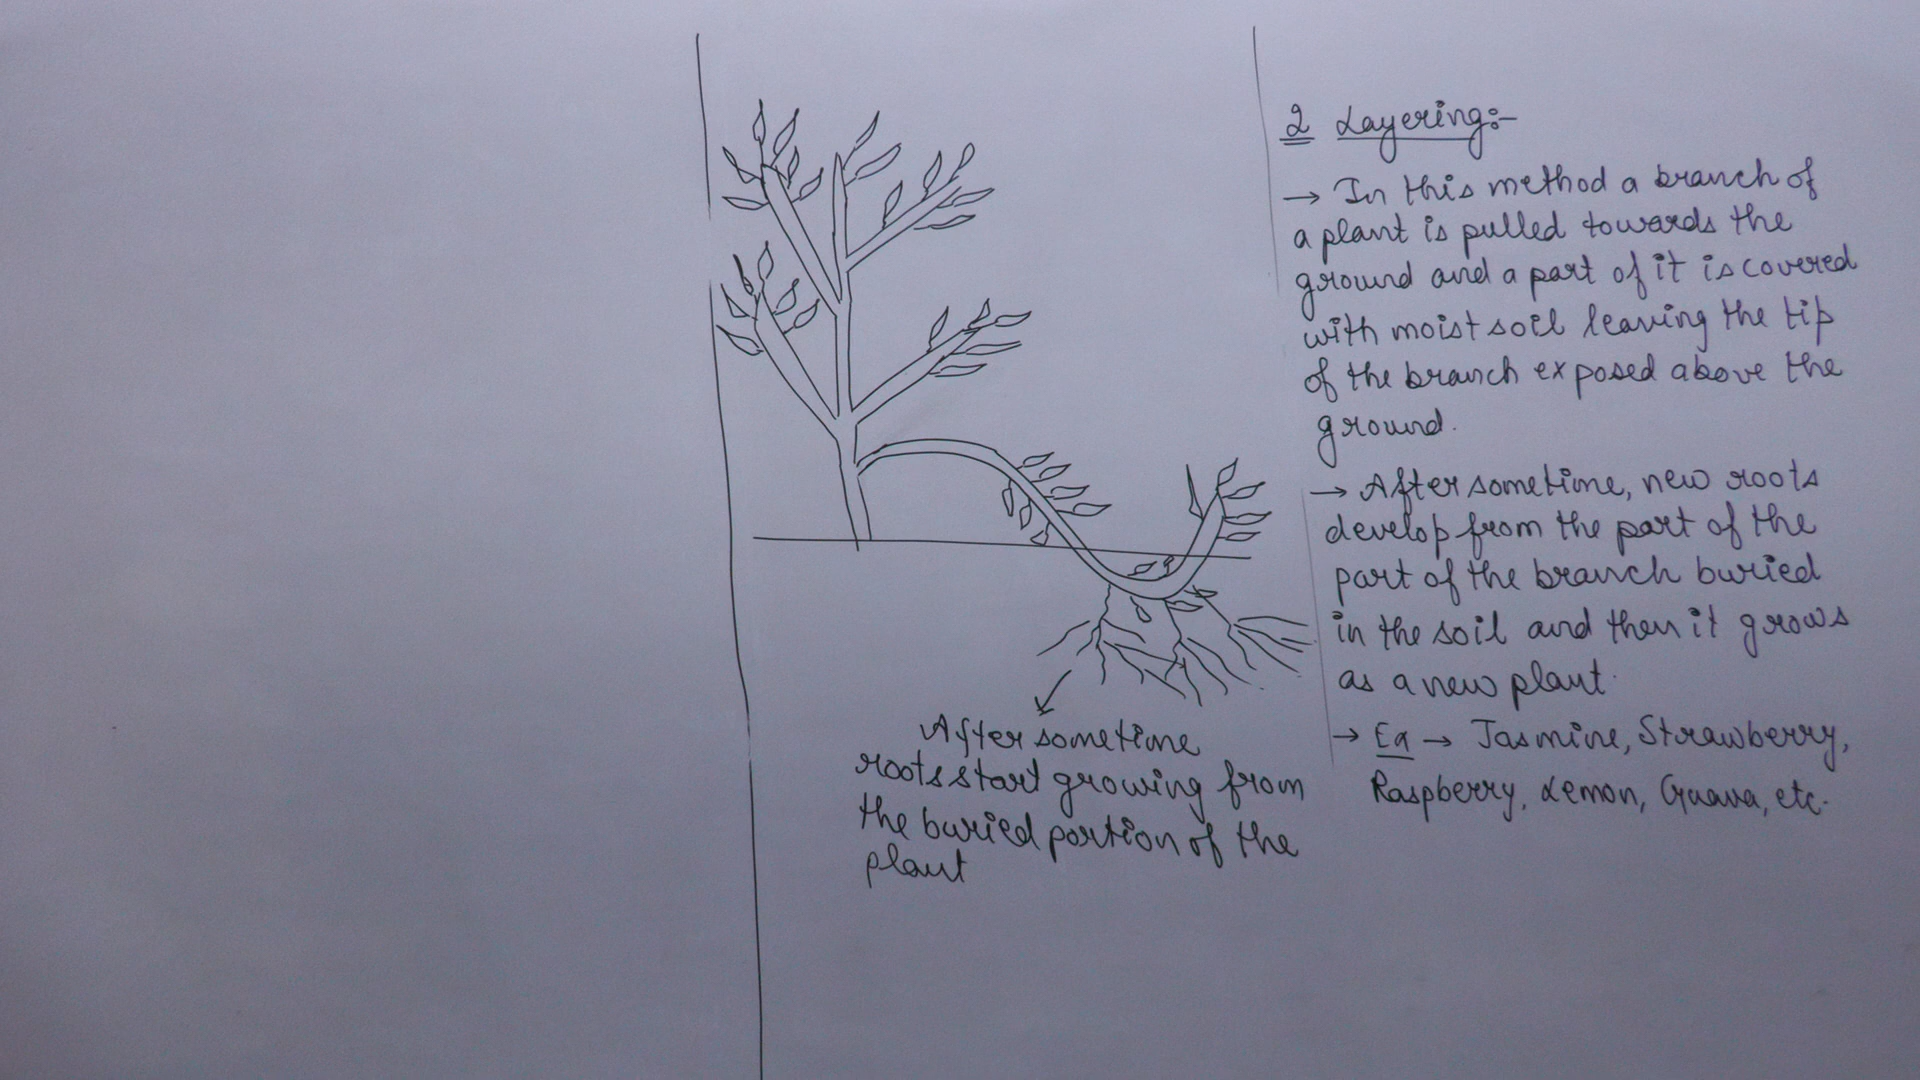 After sometime
roots start growing from
the buried portion of the
plant
2 Layering:-
→ In this method a branch of
a plant is pulled towards the
ground and a part of it is covered
with moist soil leaving the tip
of the branch exposed above the
ground.
→ After sometime, new roots
develop from the part of the
part of the branch buried
in the soil and then it grows
as a new plant.
→ Ea → Jasmine, Strawberry,
Raspberry, Lemon, Guava, etc.